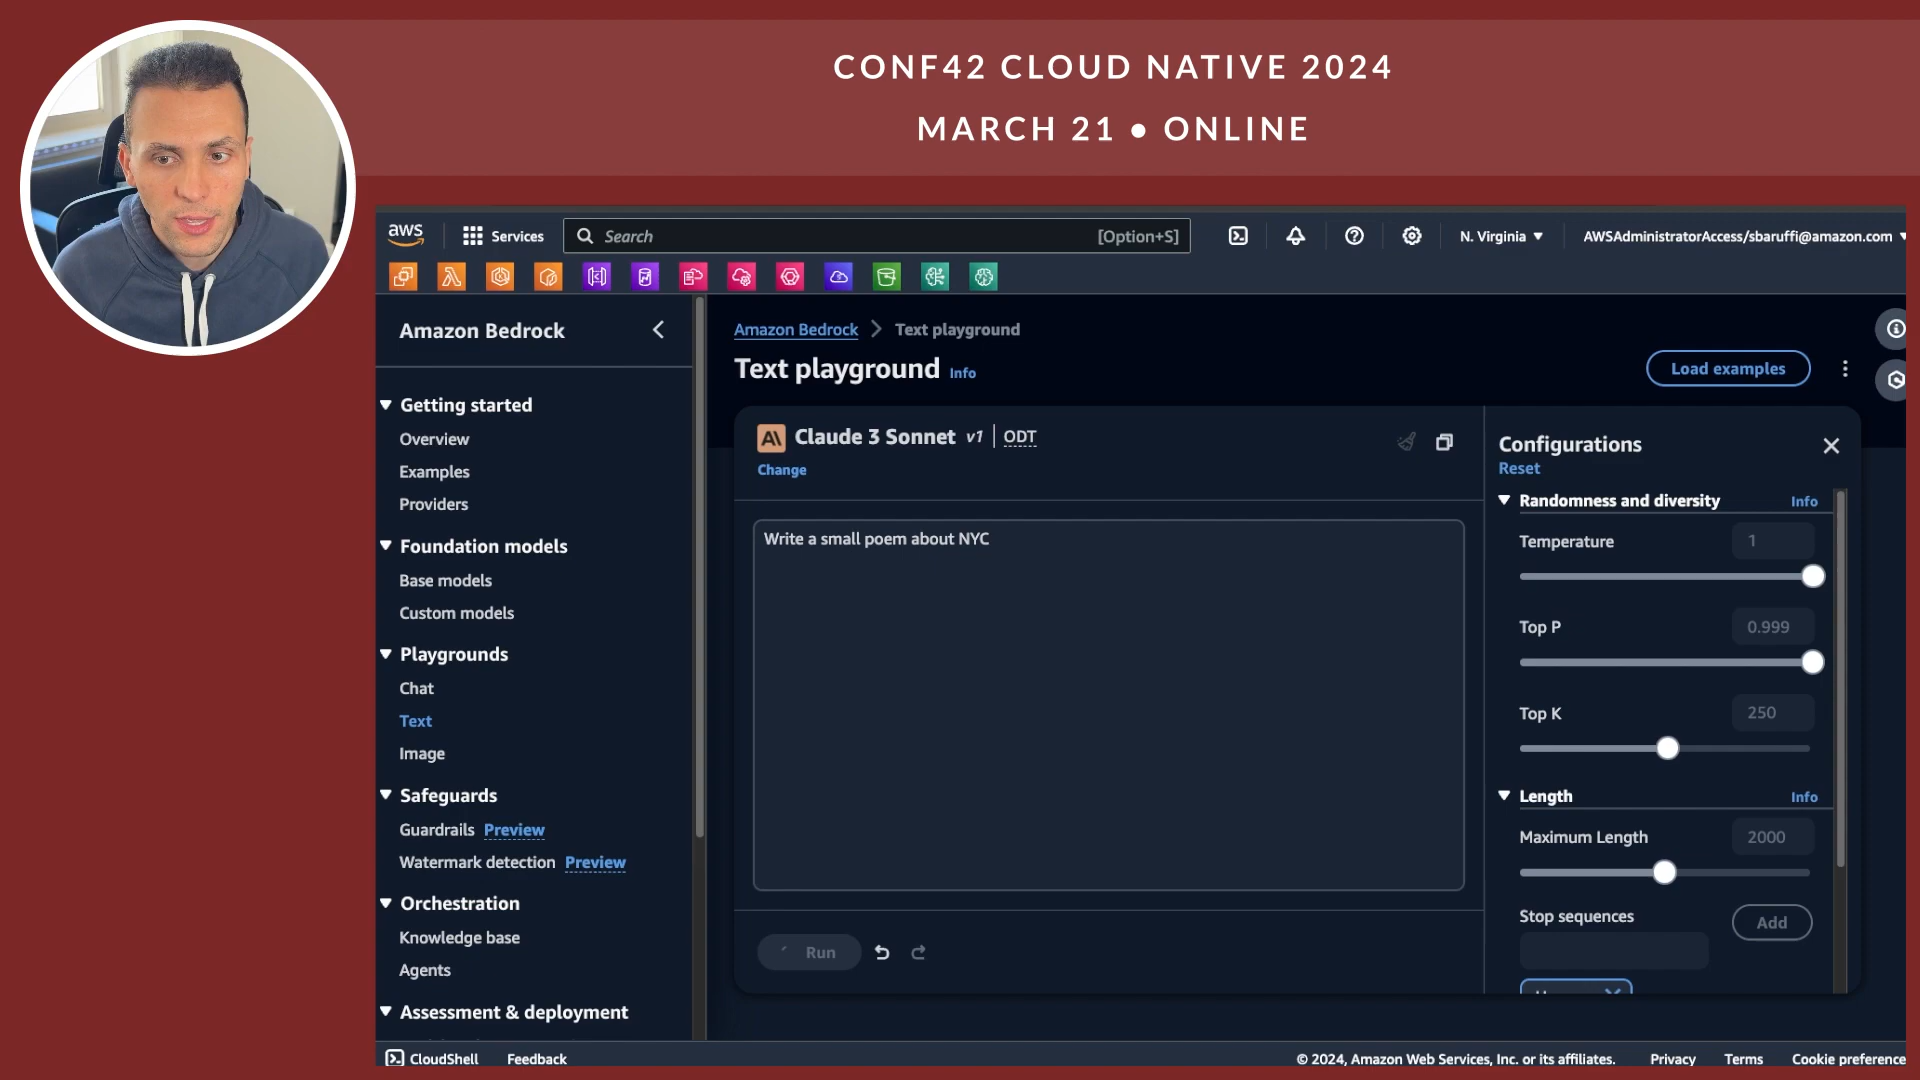 CONF42 CLOUD NATIVE 2024
MARCH 21 • ONLINE
aws
Services
Search
[Option+S]
N. Virginia
AWSAdministratorAccess/sbaruffi@amazon.com
Amazon Bedrock
Amazon Bedrock
Text playground
Text playground Info
Load examples
Getting started
Overview
Examples
Providers
Foundation models
Base models
Custom models
Playgrounds
Chat
Text
Image
Safeguards
Guardrails Preview
Watermark detection Preview
Orchestration
Knowledge base
Agents
Assessment & deployment
Claude 3 Sonnet v1 | ODT
Change
Write a small poem about NYC
Run
Configurations
Reset
Randomness and diversity Info
Temperature 1
Top P 0.999
Top K 250
Length Info
Maximum Length 2000
Stop sequences
Add
CloudShell
Feedback
© 2024, Amazon Web Services, Inc. or its affiliates.
Privacy
Terms
Cookie preference